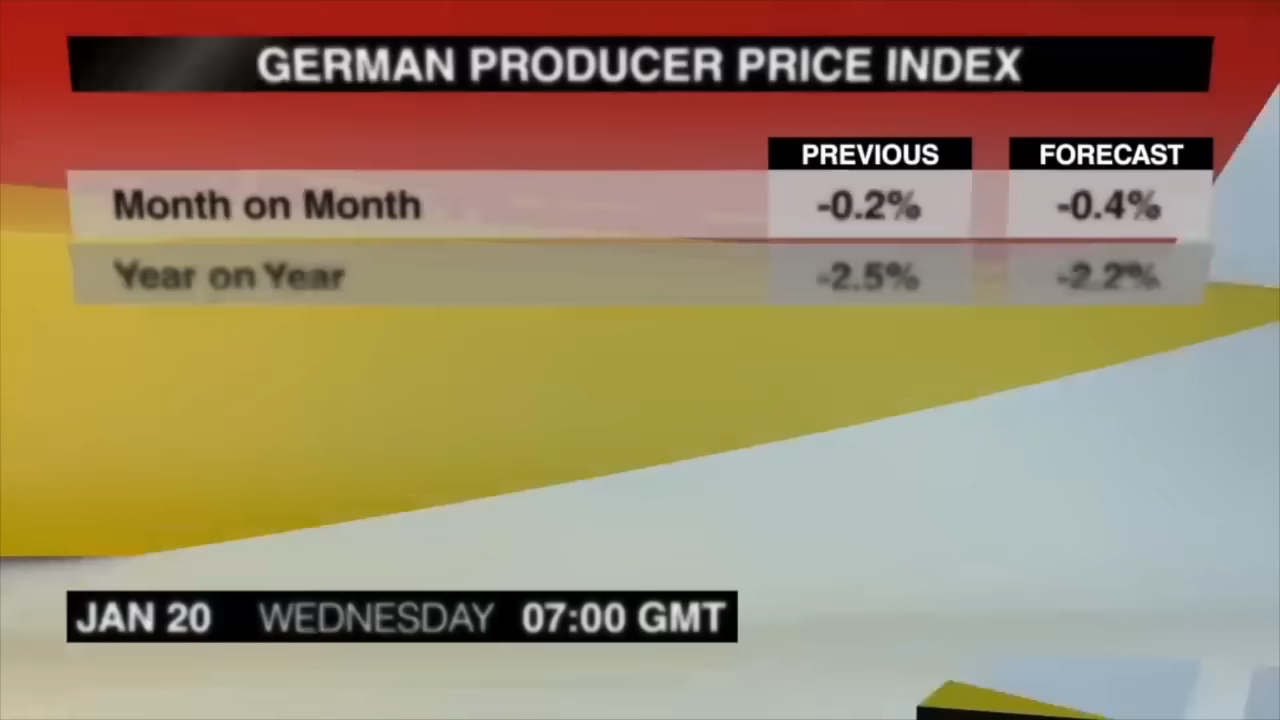 GERMAN PRODUCER PRICE INDEX
PREVIOUS FORECAST
Month on Month -0.2% -0.4%
Year on Year -2.5% -2.2%
JAN 20 WEDNESDAY 07:00 GMT